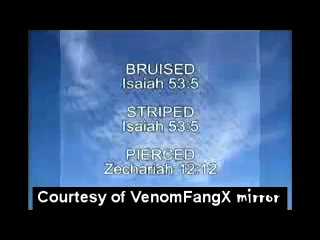 BRUISED
Isaiah 53:5
STRIPED
Isaiah 53:5
PIERCED
Zechariah 12:12
Courtesy of VenomFangX mirror